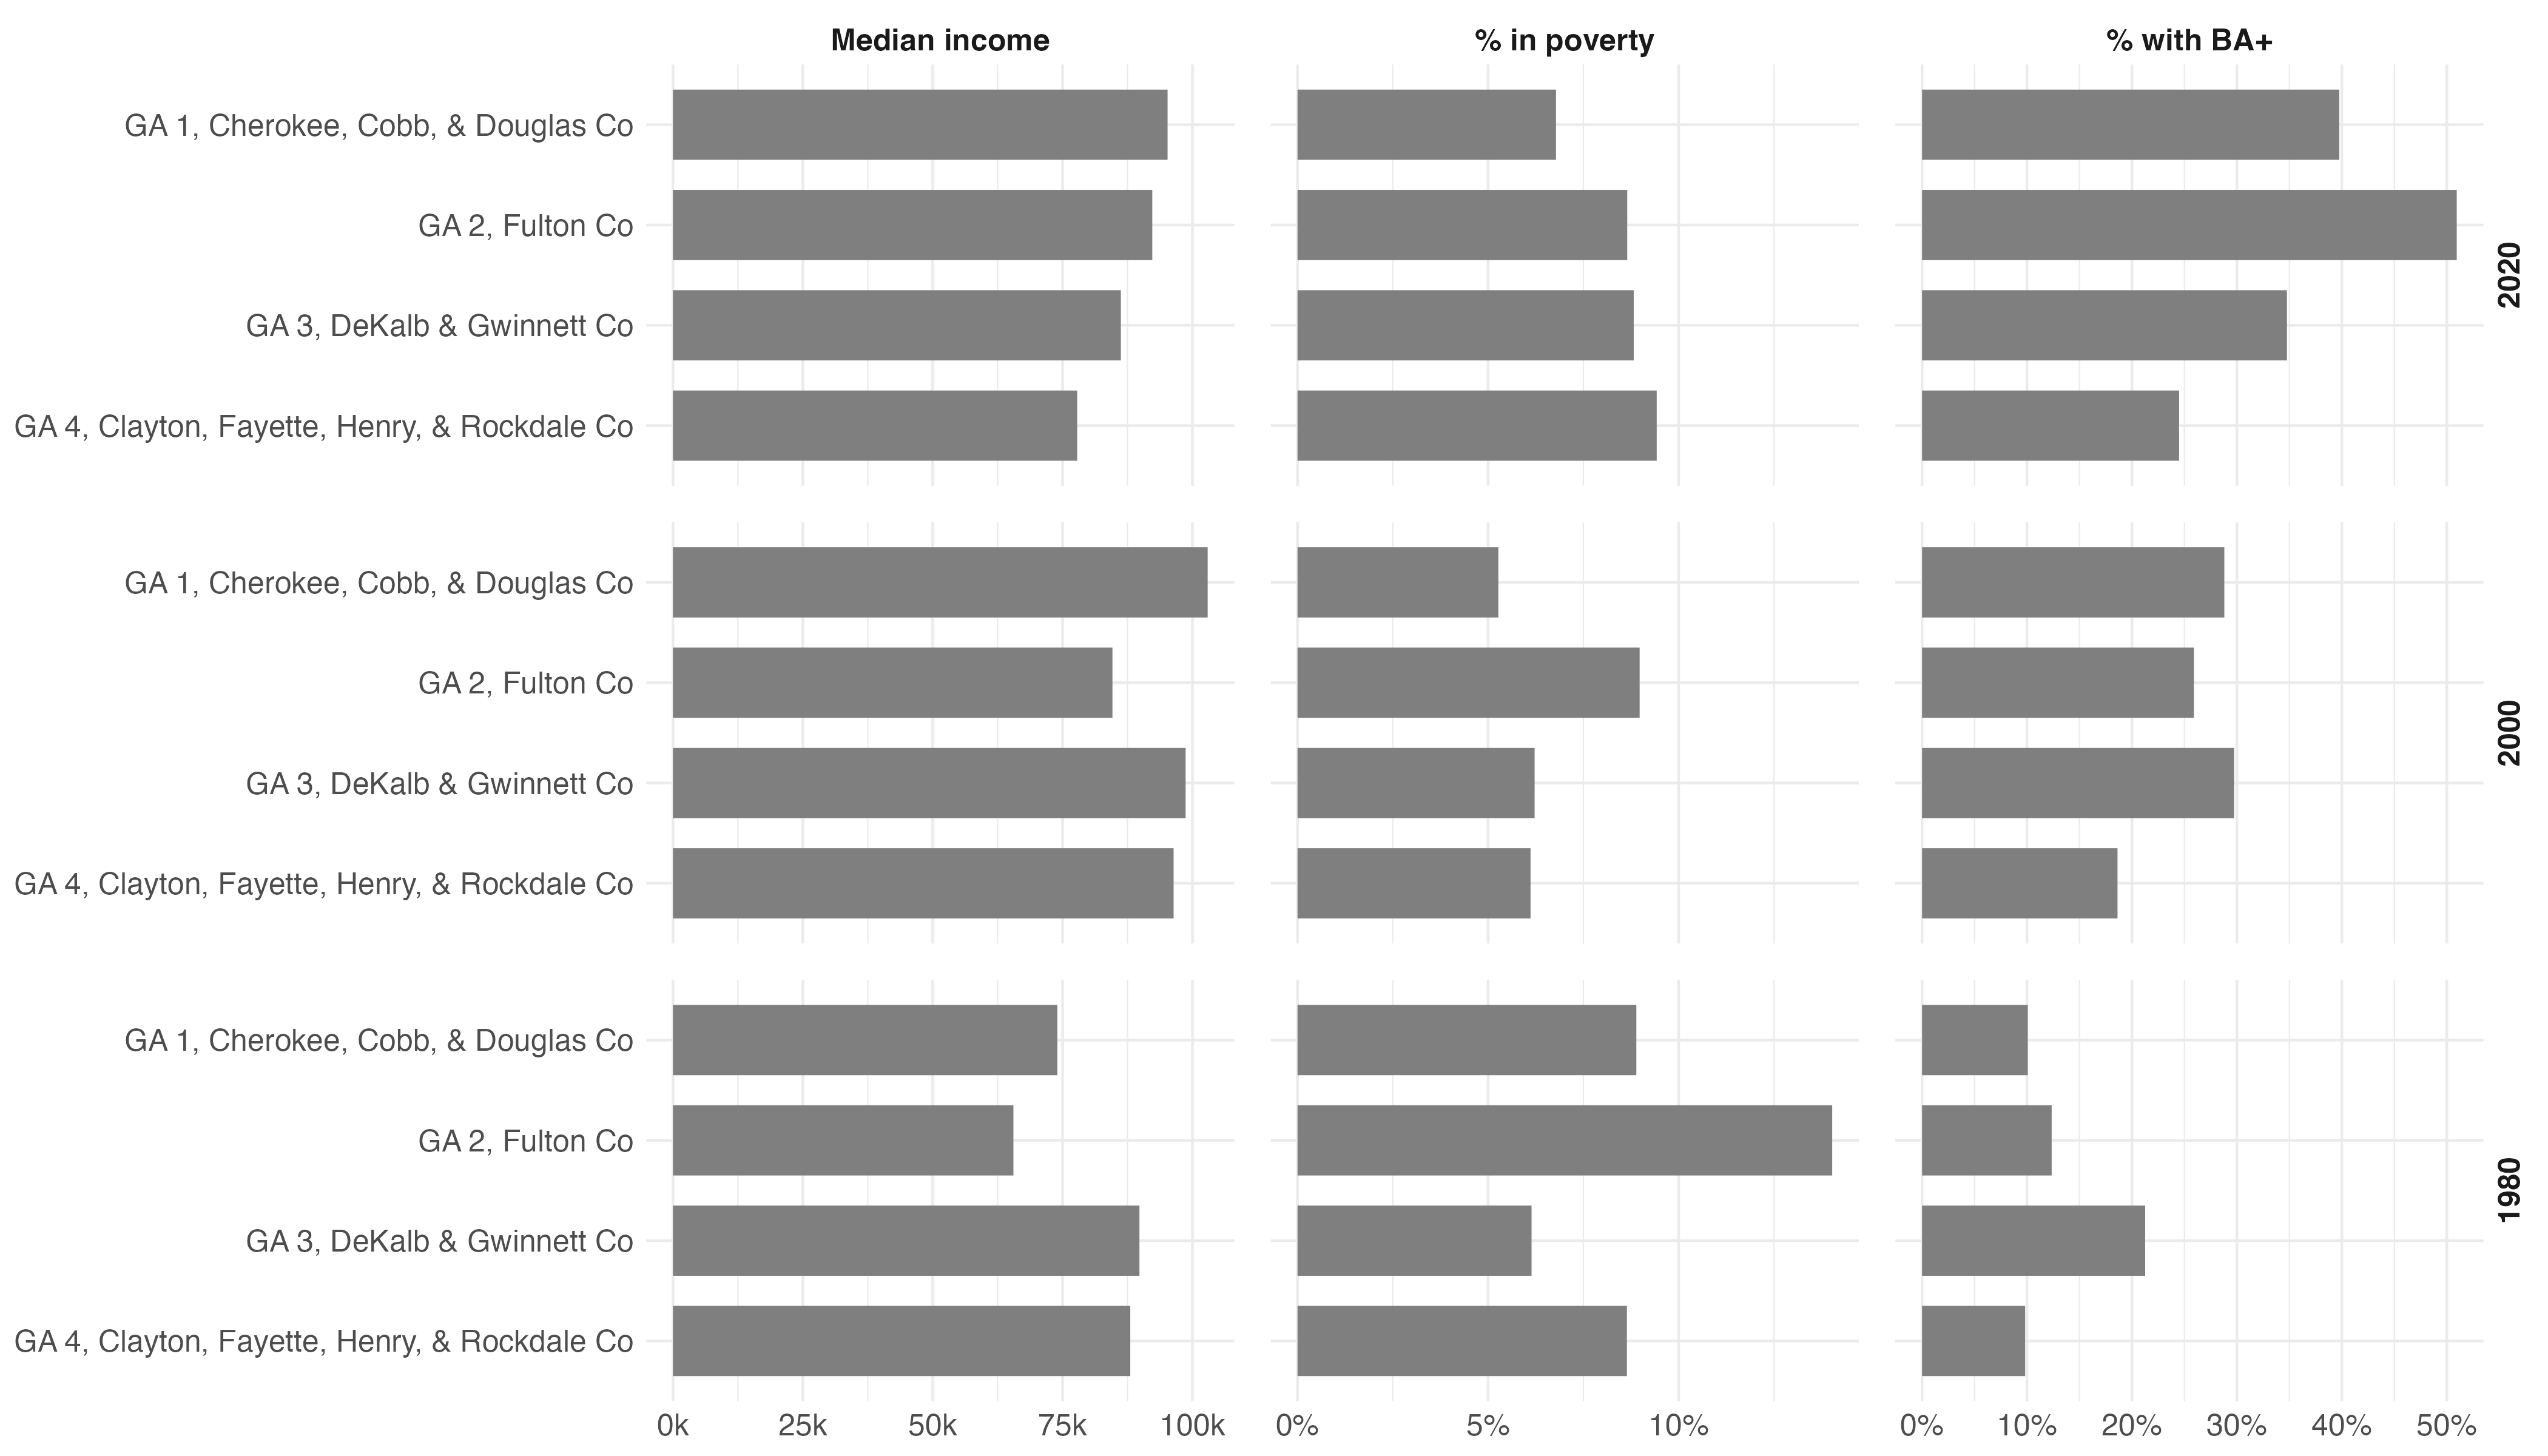 Median income % in poverty % with BA+
GA 1, Cherokee, Cobb, & Douglas Co
GA 2, Fulton Co
GA 3, DeKalb & Gwinnett Co
GA 4, Clayton, Fayette, Henry, & Rockdale Co
2020
GA 1, Cherokee, Cobb, & Douglas Co
GA 2, Fulton Co
GA 3, DeKalb & Gwinnett Co
GA 4, Clayton, Fayette, Henry, & Rockdale Co
2000
GA 1, Cherokee, Cobb, & Douglas Co
GA 2, Fulton Co
GA 3, DeKalb & Gwinnett Co
GA 4, Clayton, Fayette, Henry, & Rockdale Co
1980
0k 25k 50k 75k 100k 0% 5% 10% 0% 10% 20% 30% 40% 50%